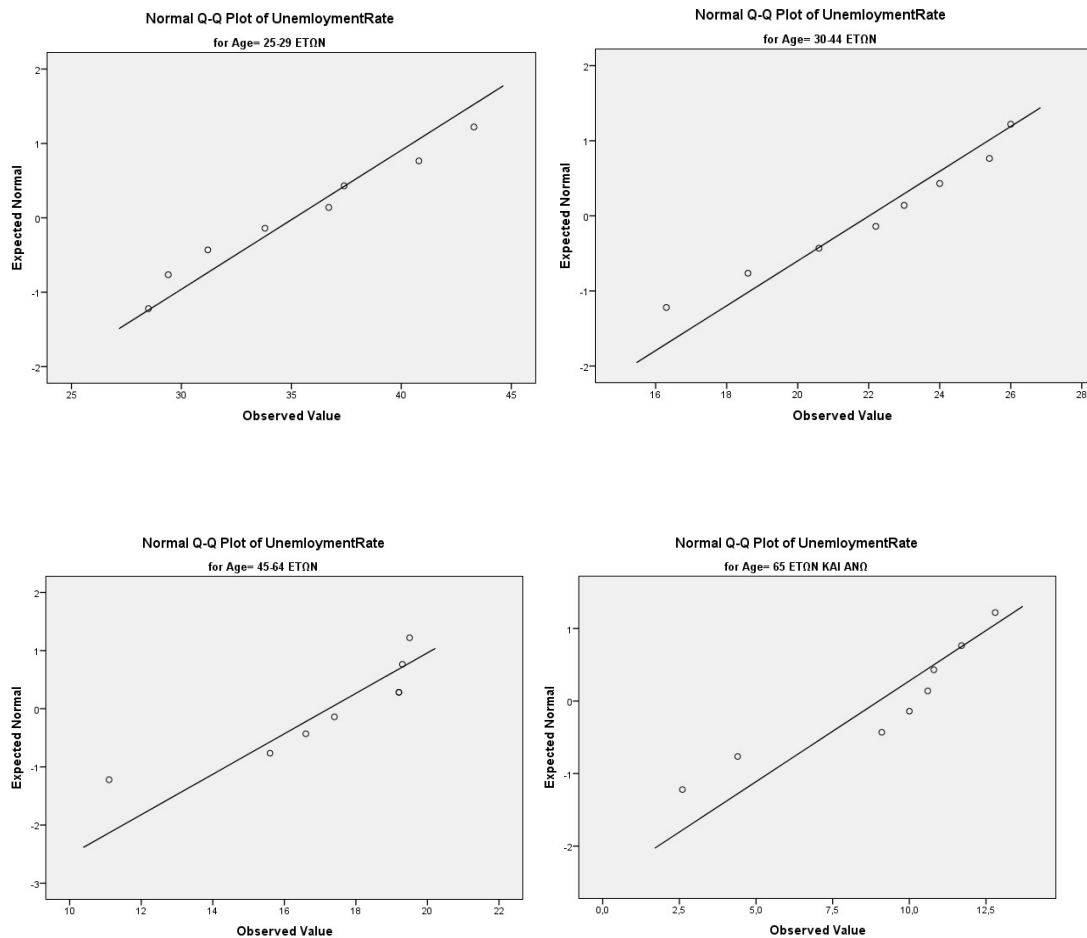 Normal Q-Q Plot of UnemloymentRate
for Age= 25-29 ΕΤΩΝ
Expected Normal
2
1
0
-1
-2
25 30 35 40 45
Observed Value
Normal Q-Q Plot of UnemloymentRate
for Age= 30-44 ΕΤΩΝ
Expected Normal
2
1
0
-1
-2
16 18 20 22 24 26 28
Observed Value
Normal Q-Q Plot of UnemloymentRate
for Age= 45-64 ΕΤΩΝ
Expected Normal
2
1
0
-1
-2
-3
10 12 14 16 18 20 22
Observed Value
Normal Q-Q Plot of UnemloymentRate
for Age= 65 ΕΤΩΝ ΚΑΙ ΑΝΩ
Expected Normal
1
0
-1
-2
0,0 2,5 5,0 7,5 10,0 12,5
Observed Value